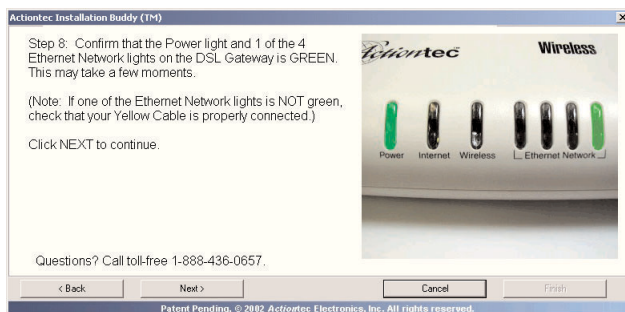 Actiontec Installation Buddy (TM)
Step 8: Confirm that the Power light and 1 of the 4
Ethernet Network lights on the DSL Gateway is GREEN.
This may take a few moments.
(Note: If one of the Ethernet Network lights is NOT green,
check that your Yellow Cable is properly connected.)
Click NEXT to continue.
Actiontec Wireless
Power Internet Wireless Ethernet Network
Questions? Call toll-free 1-888-436-0657.
< Back Next > Cancel Finish
Patent Pending, © 2002 Actiontec Electronics, Inc. All rights reserved.